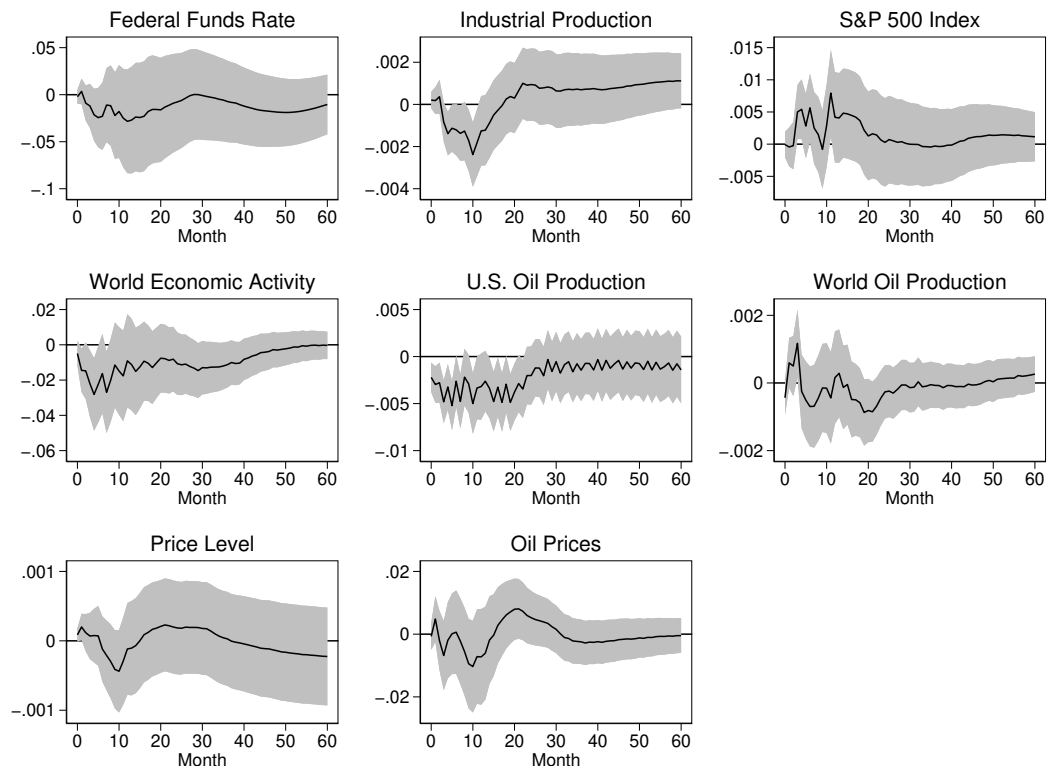 Federal Funds Rate
.05
0
−.05
−.1
0 10 20 30 40 50 60
Month
Industrial Production
.002
0
−.002
−.004
0 10 20 30 40 50 60
Month
S&P 500 Index
.015
.01
.005
0
−.005
0 10 20 30 40 50 60
Month
World Economic Activity
.02
0
−.02
−.04
−.06
0 10 20 30 40 50 60
Month
U.S. Oil Production
.005
0
−.005
−.01
0 10 20 30 40 50 60
Month
World Oil Production
.002
0
−.002
0 10 20 30 40 50 60
Month
Price Level
.001
0
−.001
0 10 20 30 40 50 60
Month
Oil Prices
.02
0
−.02
0 10 20 30 40 50 60
Month